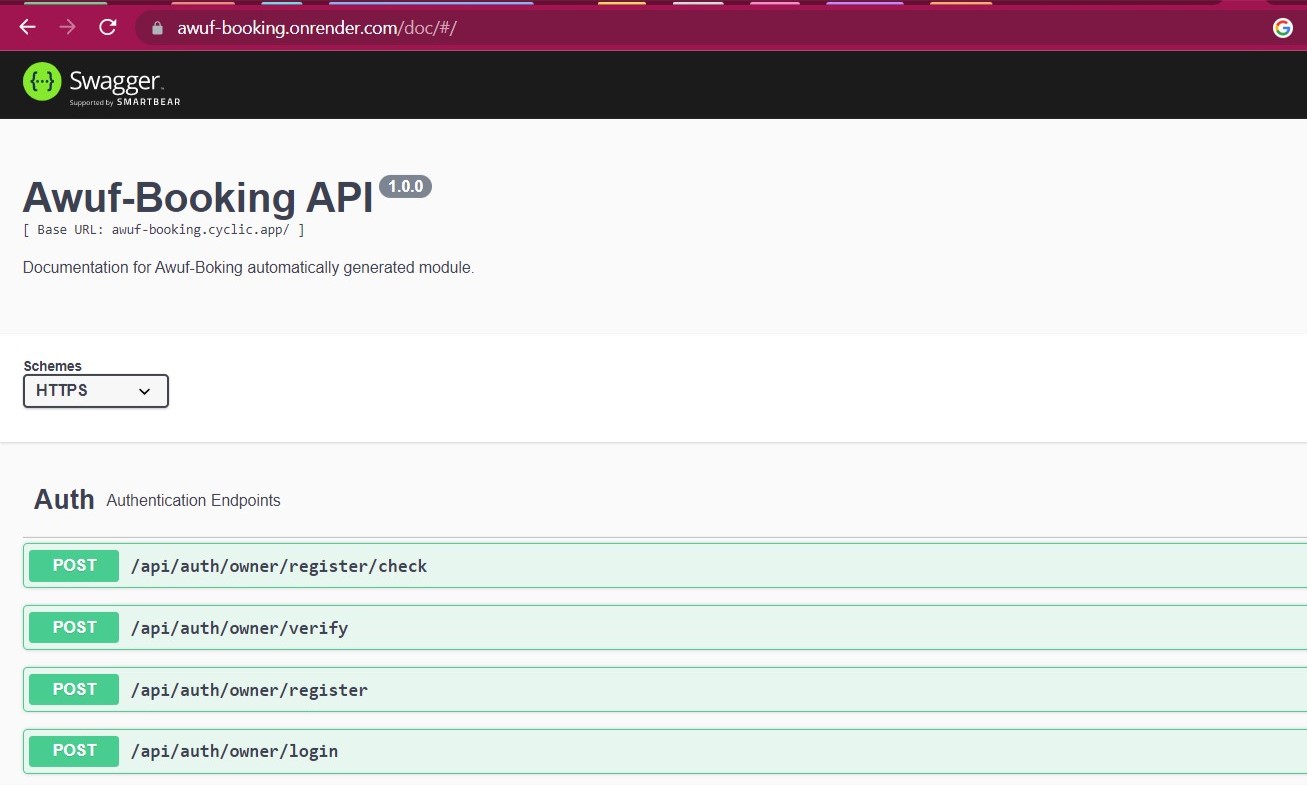 awuf-booking.onrender.com/doc/#/
Swagger.
Supported by SMARTBEAR
Awuf-Booking API 1.0.0
[ Base URL: awuf-booking.cyclic.app/ ]
Documentation for Awuf-Boking automatically generated module.
Schemes
HTTPS
Auth Authentication Endpoints
POST /api/auth/owner/register/check
POST /api/auth/owner/verify
POST /api/auth/owner/register
POST /api/auth/owner/login